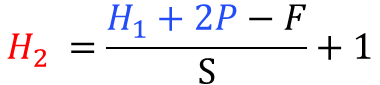 H₂ = (H₁ + 2P − F) / S + 1